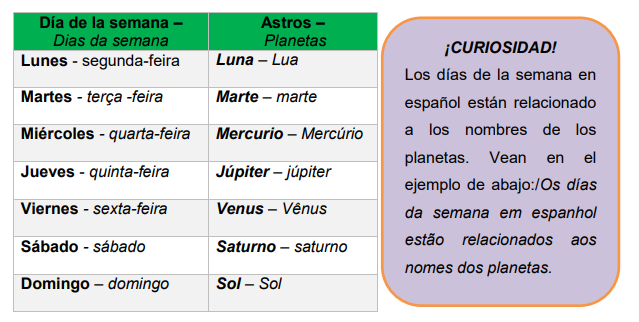 Día de la semana – Astros –
Dias da semana Planetas
Lunes - segunda-feira Luna – Lua
Martes - terça -feira Marte – marte
Miércoles - quarta-feira Mercurio – Mercúrio
Jueves - quinta-feira Júpiter – júpiter
Viernes - sexta-feira Venus – Vênus
Sábado - sábado Saturno – saturno
Domingo - domingo Sol – Sol
¡CURIOSIDAD!
Los días de la semana en
español están relacionado
a los nombres de los
planetas. Vean en el
ejemplo de abajo:/Os días
da semana em espanhol
estão relacionados aos
nomes dos planetas.